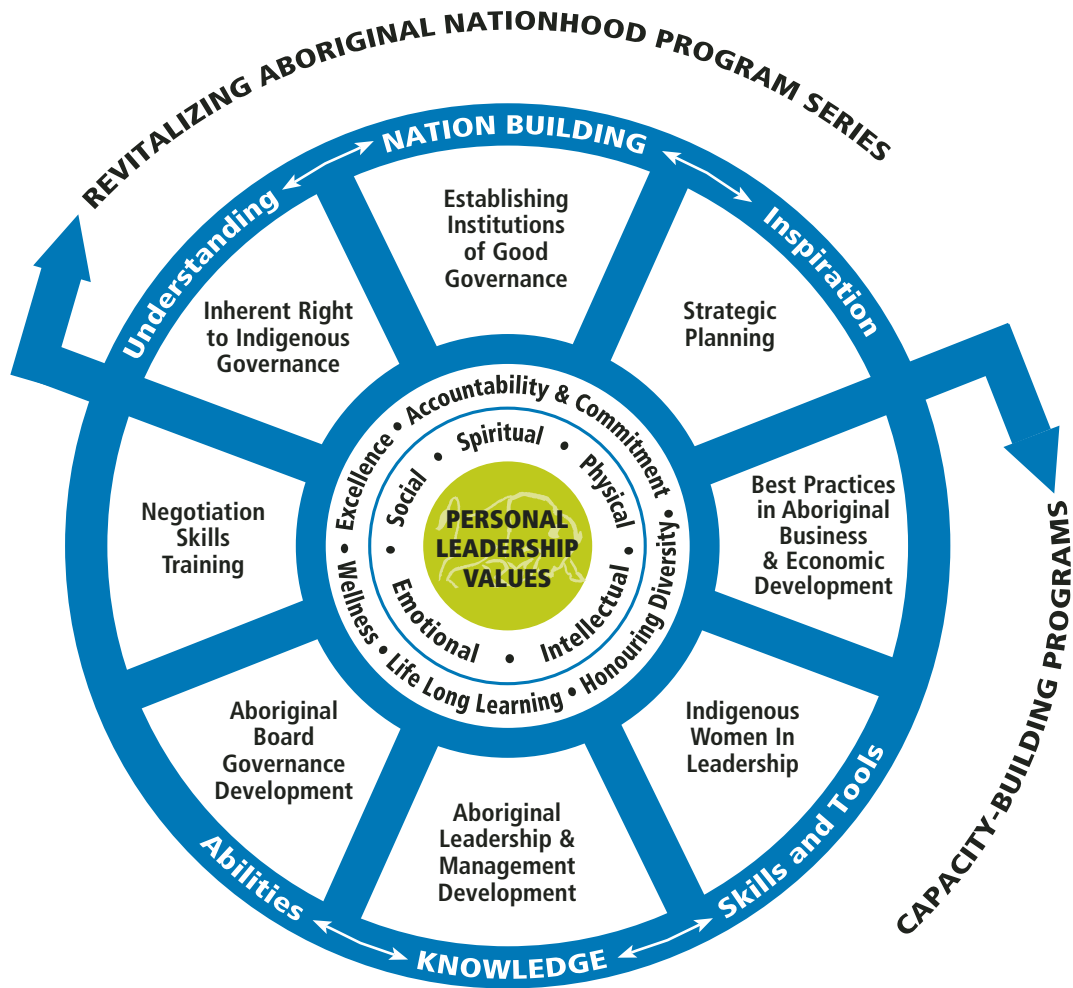 REVITALIZING ABORIGINAL NATIONHOOD PROGRAM SERIES
NATION BUILDING
Understanding
Inspiration
Establishing
Institutions
of Good
Governance
Inherent Right
to Indigenous
Governance
Strategic
Planning
Negotiation
Skills
Training
Best Practices
in Aboriginal
Business
& Economic
Development
• Excellence • Accountability & Commitment • Honouring Diversity • Life Long Learning • Wellness
• Social • Spiritual • Physical • Intellectual • Emotional
PERSONAL
LEADERSHIP
VALUES
Aboriginal
Board
Governance
Development
Aboriginal
Leadership &
Management
Development
Indigenous
Women In
Leadership
Abilities
KNOWLEDGE
Skills and Tools
CAPACITY-BUILDING PROGRAMS